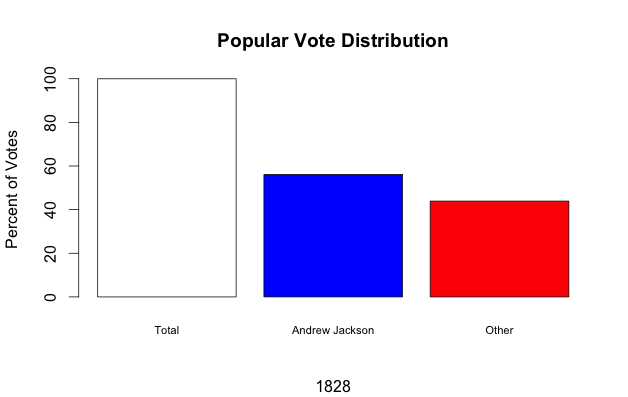 Popular Vote Distribution
Percent of Votes
100
80
60
40
20
0
Total
Andrew Jackson
Other
1828